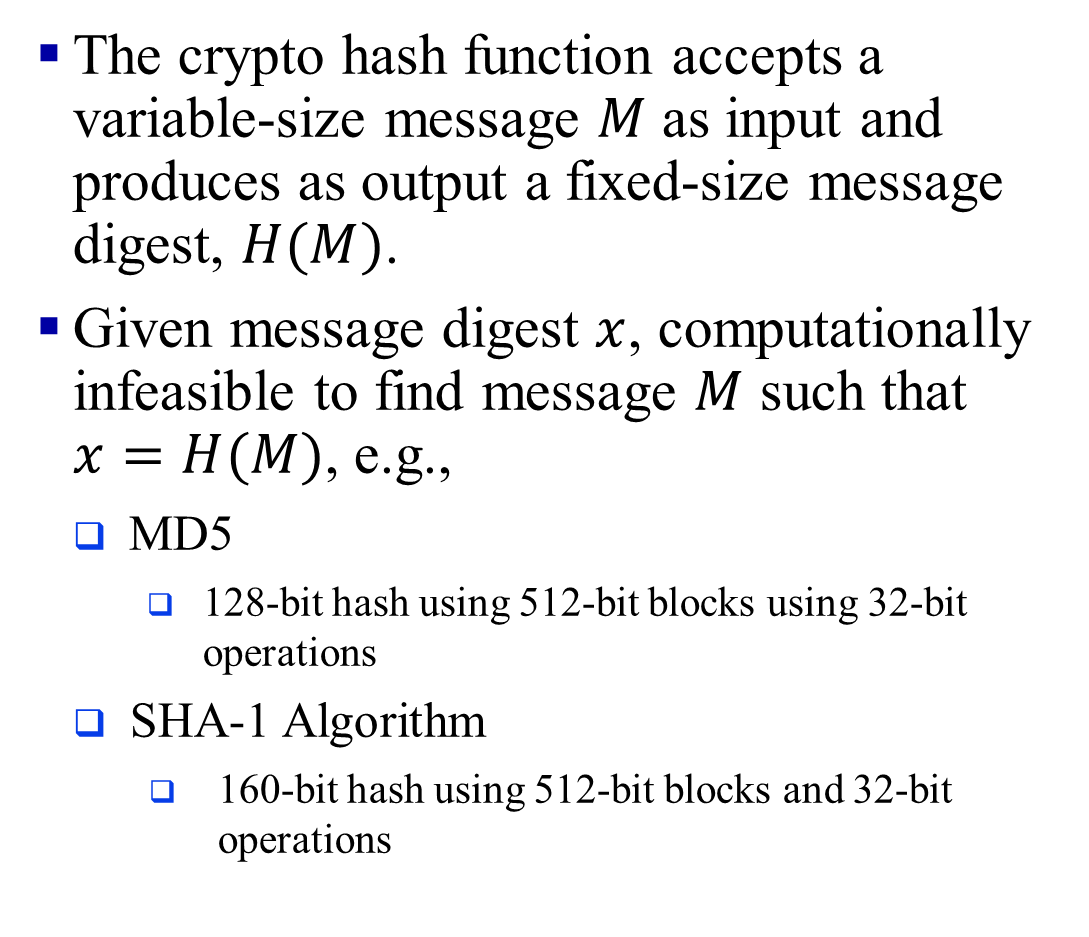 ▪ The crypto hash function accepts a
variable-size message M as input and
produces as output a fixed-size message
digest, H(M).
▪ Given message digest x, computationally
infeasible to find message M such that
x = H(M), e.g.,
❑ MD5
❑ 128-bit hash using 512-bit blocks using 32-bit
operations
❑ SHA-1 Algorithm
❑ 160-bit hash using 512-bit blocks and 32-bit
operations